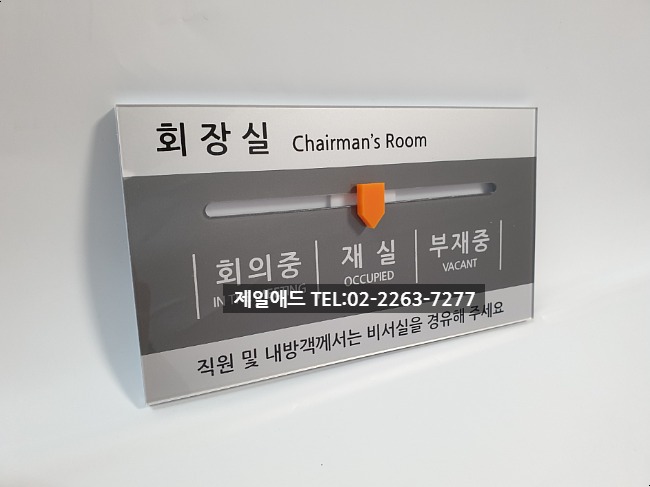 회장실 Chairman's Room
회의중 재실 부재중
OCCUPIED VACANT
제일애드 TEL:02-2263-7277
직원 및 내방객께서는 비서실을 경유해 주세요